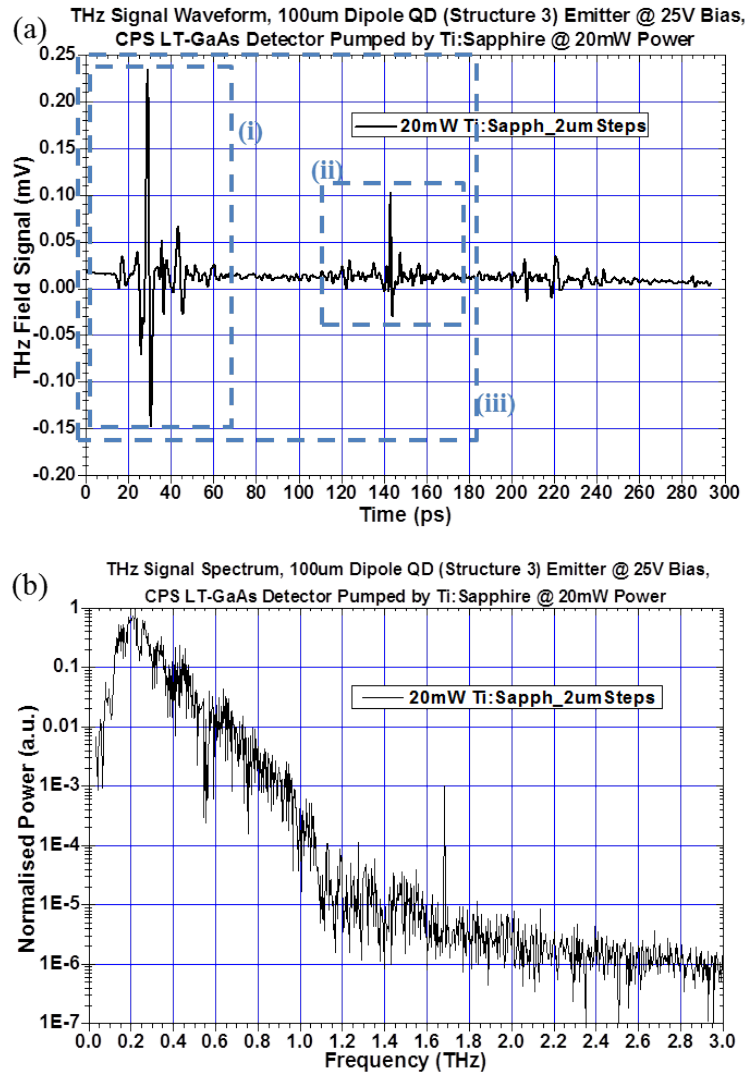 (a)
THz Signal Waveform, 100um Dipole QD (Structure 3) Emitter @ 25V Bias,
CPS LT-GaAs Detector Pumped by Ti:Sapphire @ 20mW Power
0.25
0.20
0.15
0.10
0.05
0.00
-0.05
-0.10
-0.15
-0.20
THz Field Signal (mV)
20mW Ti:Sapph_2umSteps
(i)
(ii)
(iii)
0 20 40 60 80 100 120 140 160 180 200 220 240 260 280 300
Time (ps)
(b)
THz Signal Spectrum, 100um Dipole QD (Structure 3) Emitter @ 25V Bias,
CPS LT-GaAs Detector Pumped by Ti:Sapphire @ 20mW Power
1
0.1
0.01
1E-3
1E-4
1E-5
1E-6
1E-7
Normalised Power (a.u.)
20mW Ti:Sapph_2umSteps
0.0 0.2 0.4 0.6 0.8 1.0 1.2 1.4 1.6 1.8 2.0 2.2 2.4 2.6 2.8 3.0
Frequency (THz)